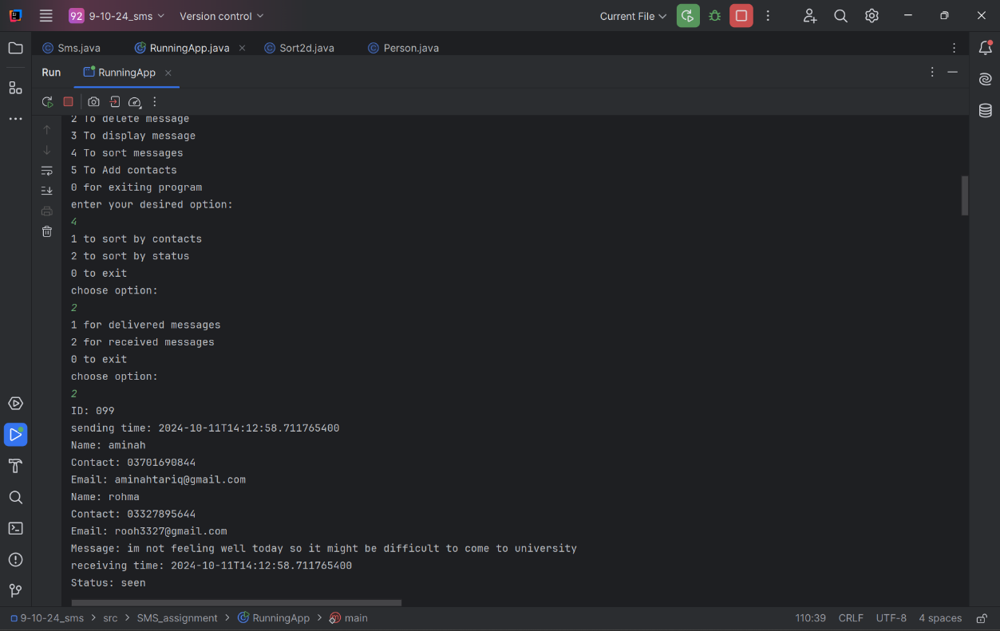 92 9-10-24_sms Version control Current File
Sms.java RunningApp.java Sort2d.java Person.java
Run RunningApp
2 To delete message
3 To display message
4 To sort messages
5 To Add contacts
0 for exiting program
enter your desired option:
4
1 to sort by contacts
2 to sort by status
0 to exit
choose option:
2
1 for delivered messages
2 for received messages
0 to exit
choose option:
2
ID: 099
sending time: 2024-10-11T14:12:58.711765400
Name: aminah
Contact: 03701690844
Email: aminahtariq@gmail.com
Name: rohma
Contact: 03327895644
Email: rooh3327@gmail.com
Message: im not feeling well today so it might be difficult to come to university
receiving time: 2024-10-11T14:12:58.711765400
Status: seen
9-10-24_sms > src > SMS_assignment > RunningApp > main 110:39 CRLF UTF-8 4 spaces